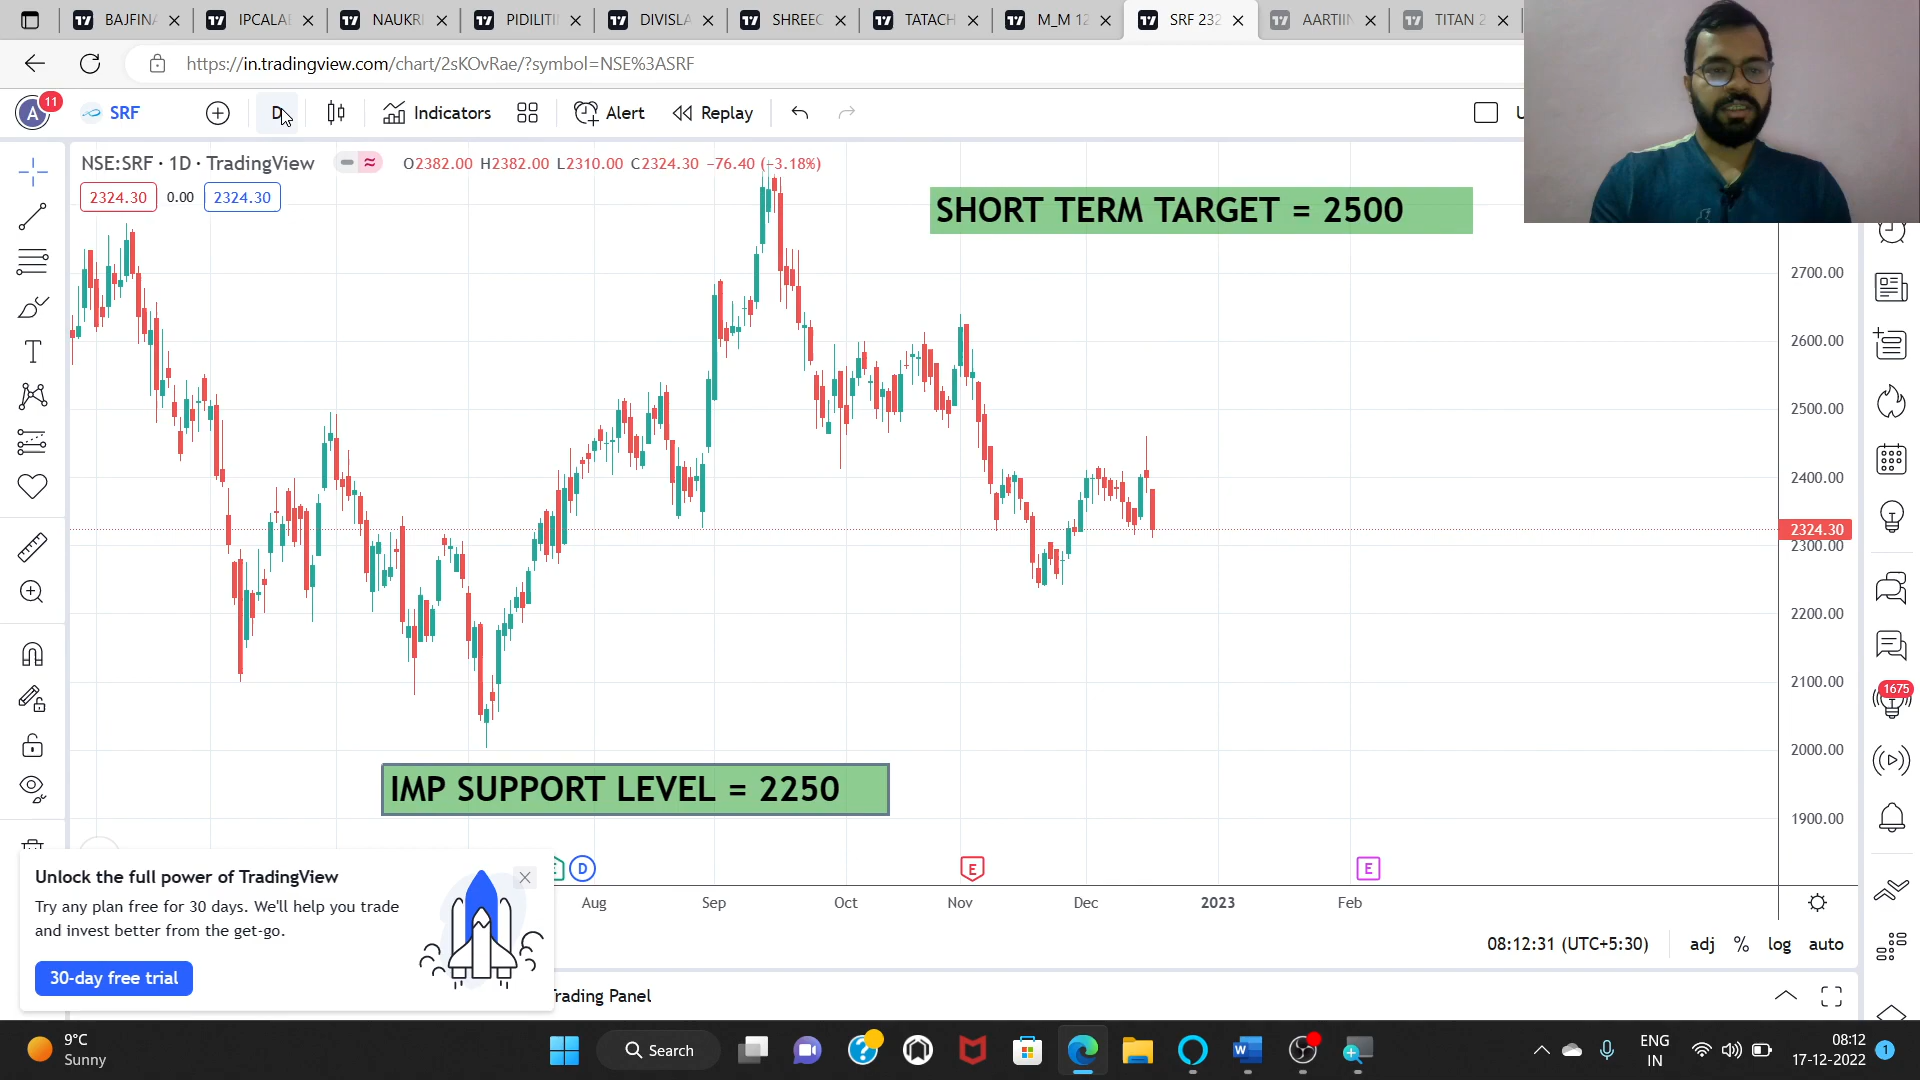 BAJFINA
IPCALAB
NAUKRI
PIDILITIN
DIVISLA
SHREEC
TATACH
M_M 12
SRF 232
AARTIIN
TITAN 2
https://in.tradingview.com/chart/2sKOvRae/?symbol=NSE%3ASRF
A
11
SRF
D
Indicators
Alert
Replay
U
NSE:SRF · 1D · TradingView
O2382.00 H2382.00 L2310.00 C2324.30 −76.40 (−3.18%)
2324.30
0.00
2324.30
SHORT TERM TARGET = 2500
2700.00
2600.00
2500.00
2400.00
2324.30
2300.00
2200.00
2100.00
2000.00
1900.00
1675
IMP SUPPORT LEVEL = 2250
E
D
E
E
Aug
Sep
Oct
Nov
Dec
2023
Feb
Unlock the full power of TradingView
Try any plan free for 30 days. We'll help you trade
and invest better from the get-go.
30-day free trial
08:12:31 (UTC+5:30)
adj
%
log
auto
Trading Panel
9°C
Sunny
Search
ENG
IN
08:12
17-12-2022
1